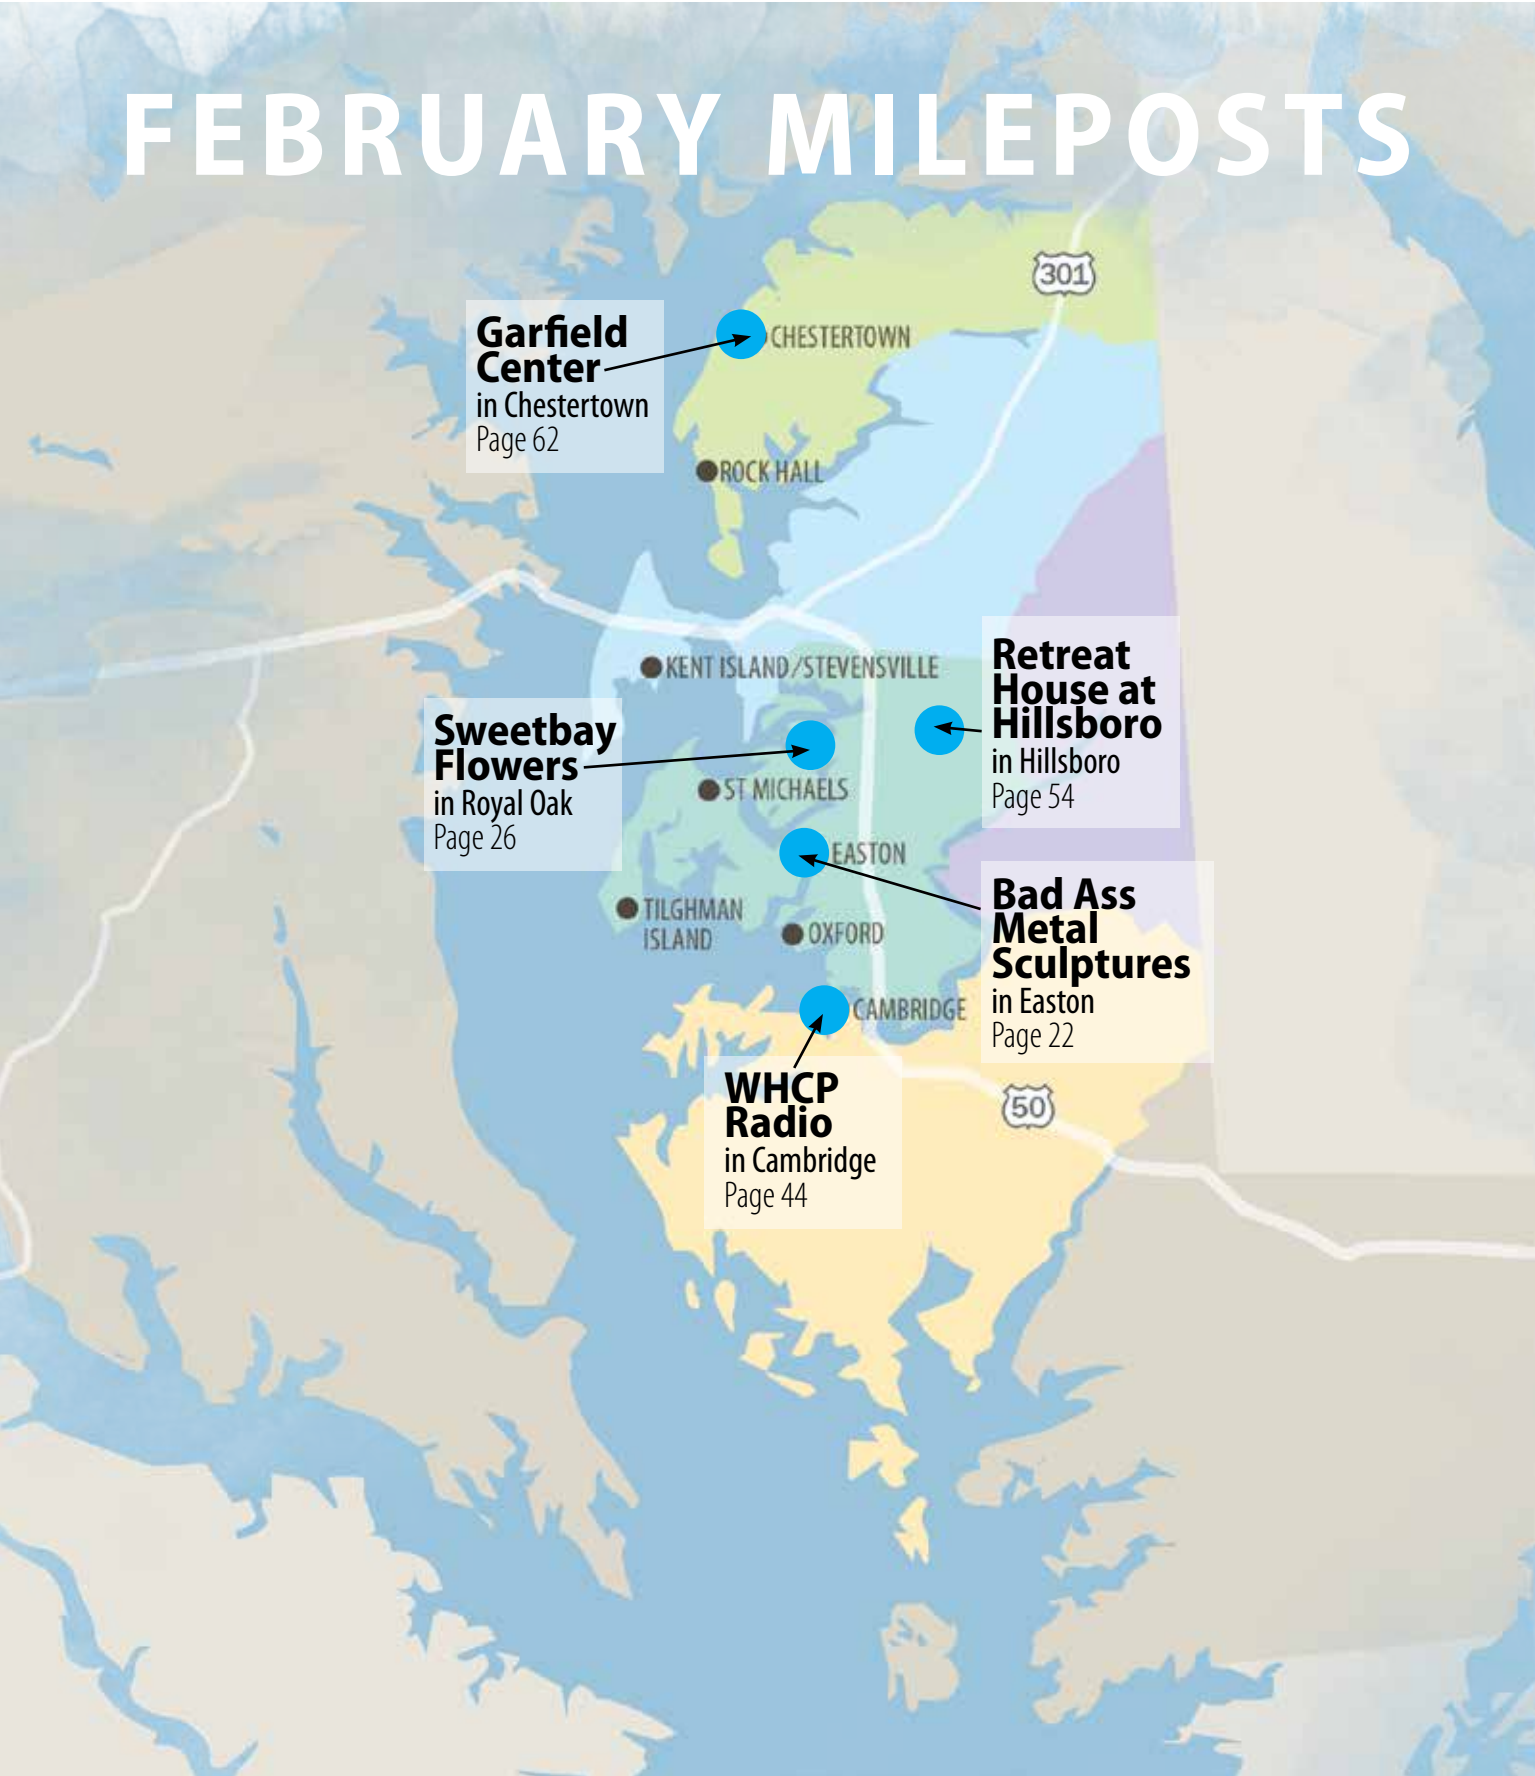 FEBRUARY MILEPOSTS
301
Garfield
Center
in Chestertown
Page 62
CHESTERTOWN
ROCK HALL
KENT ISLAND/STEVENSVILLE
Retreat
House at
Hillsboro
in Hillsboro
Page 54
Sweetbay
Flowers
in Royal Oak
Page 26
ST MICHAELS
EASTON
Bad Ass
Metal
Sculptures
in Easton
Page 22
TILGHMAN
ISLAND
OXFORD
CAMBRIDGE
WHCP
Radio
in Cambridge
Page 44
50